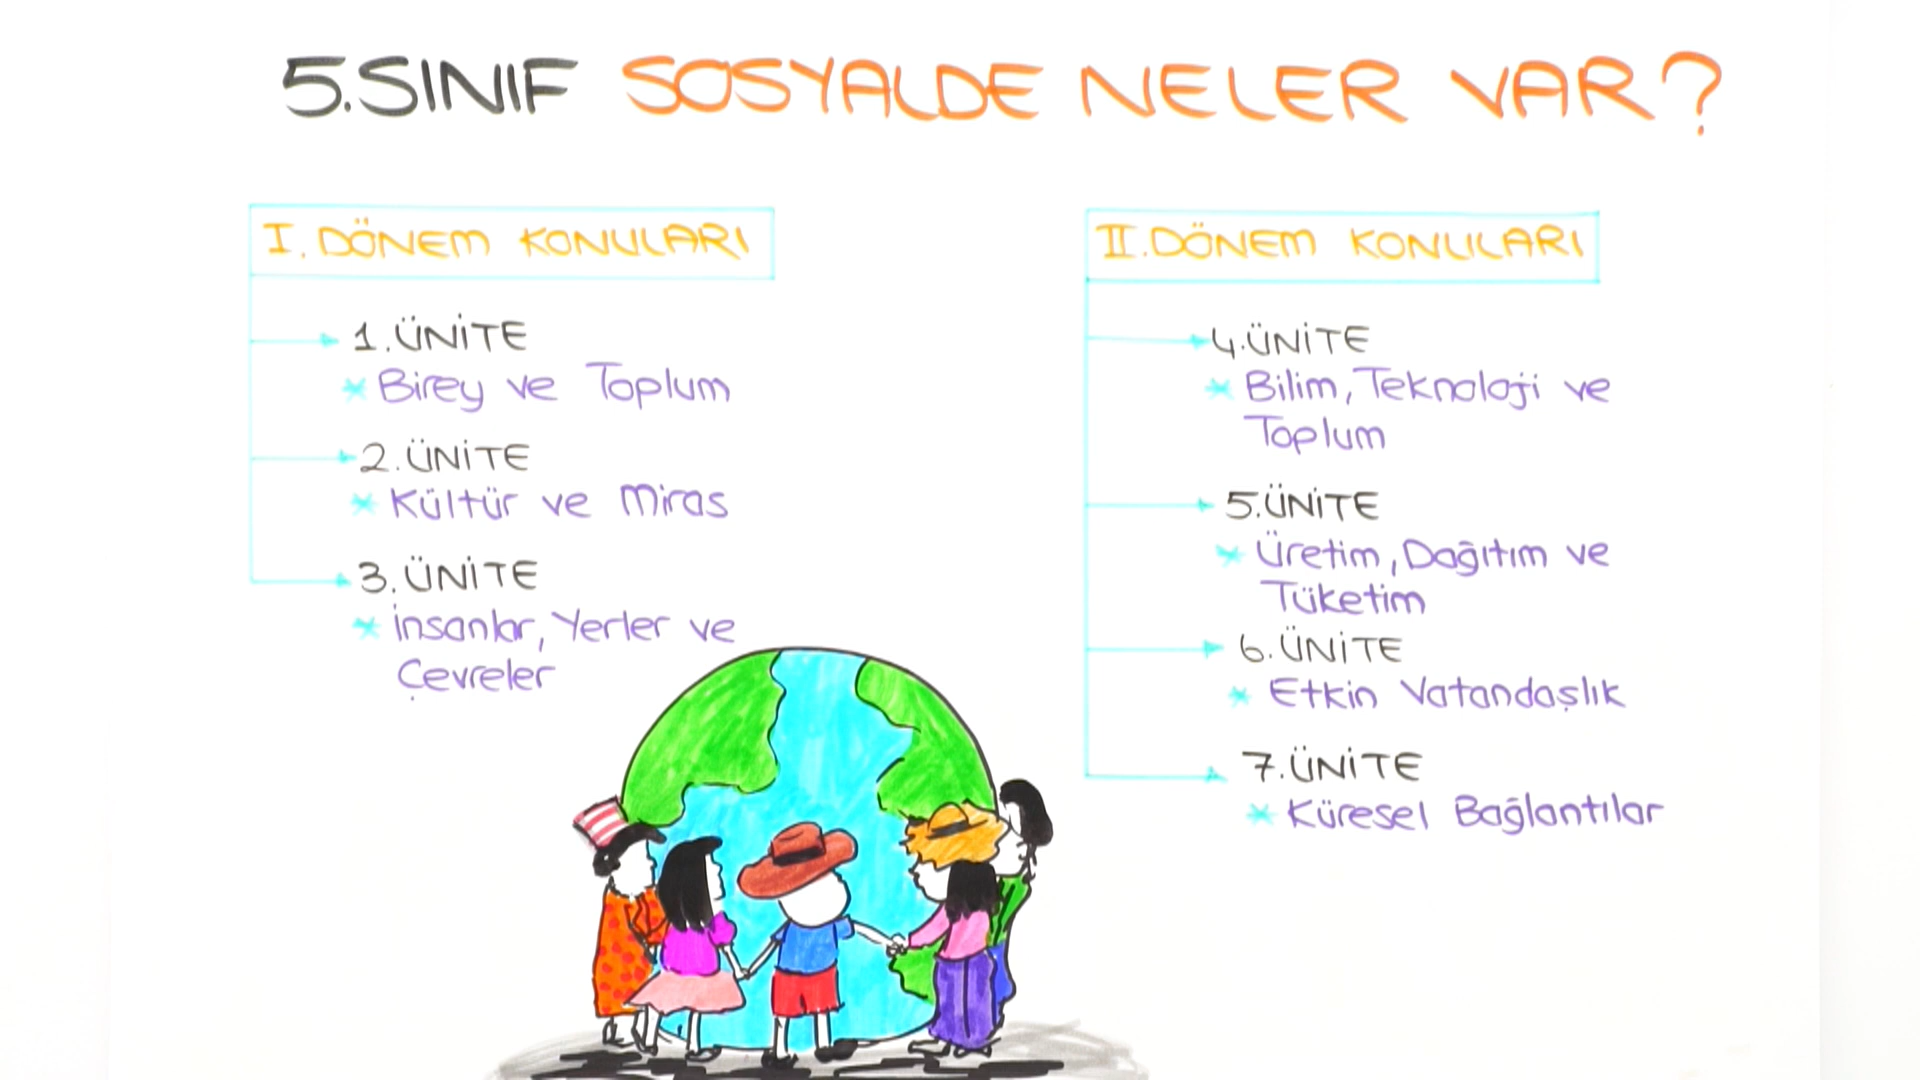 5.SINIF SOSYALDE NELER VAR?
I. DÖNEM KONULARI
1.ÜNİTE
* Birey ve Toplum
2.ÜNİTE
* Kültür ve Miras
3.ÜNİTE
* İnsanlar, Yerler ve
Çevreler
II.DÖNEM KONULARI
4.ÜNİTE
* Bilim, Teknoloji ve
Toplum
5.ÜNİTE
* Üretim, Dağıtım ve
Tüketim
6.ÜNİTE
* Etkin Vatandaşlık
7.ÜNİTE
* Küresel Bağlantılar